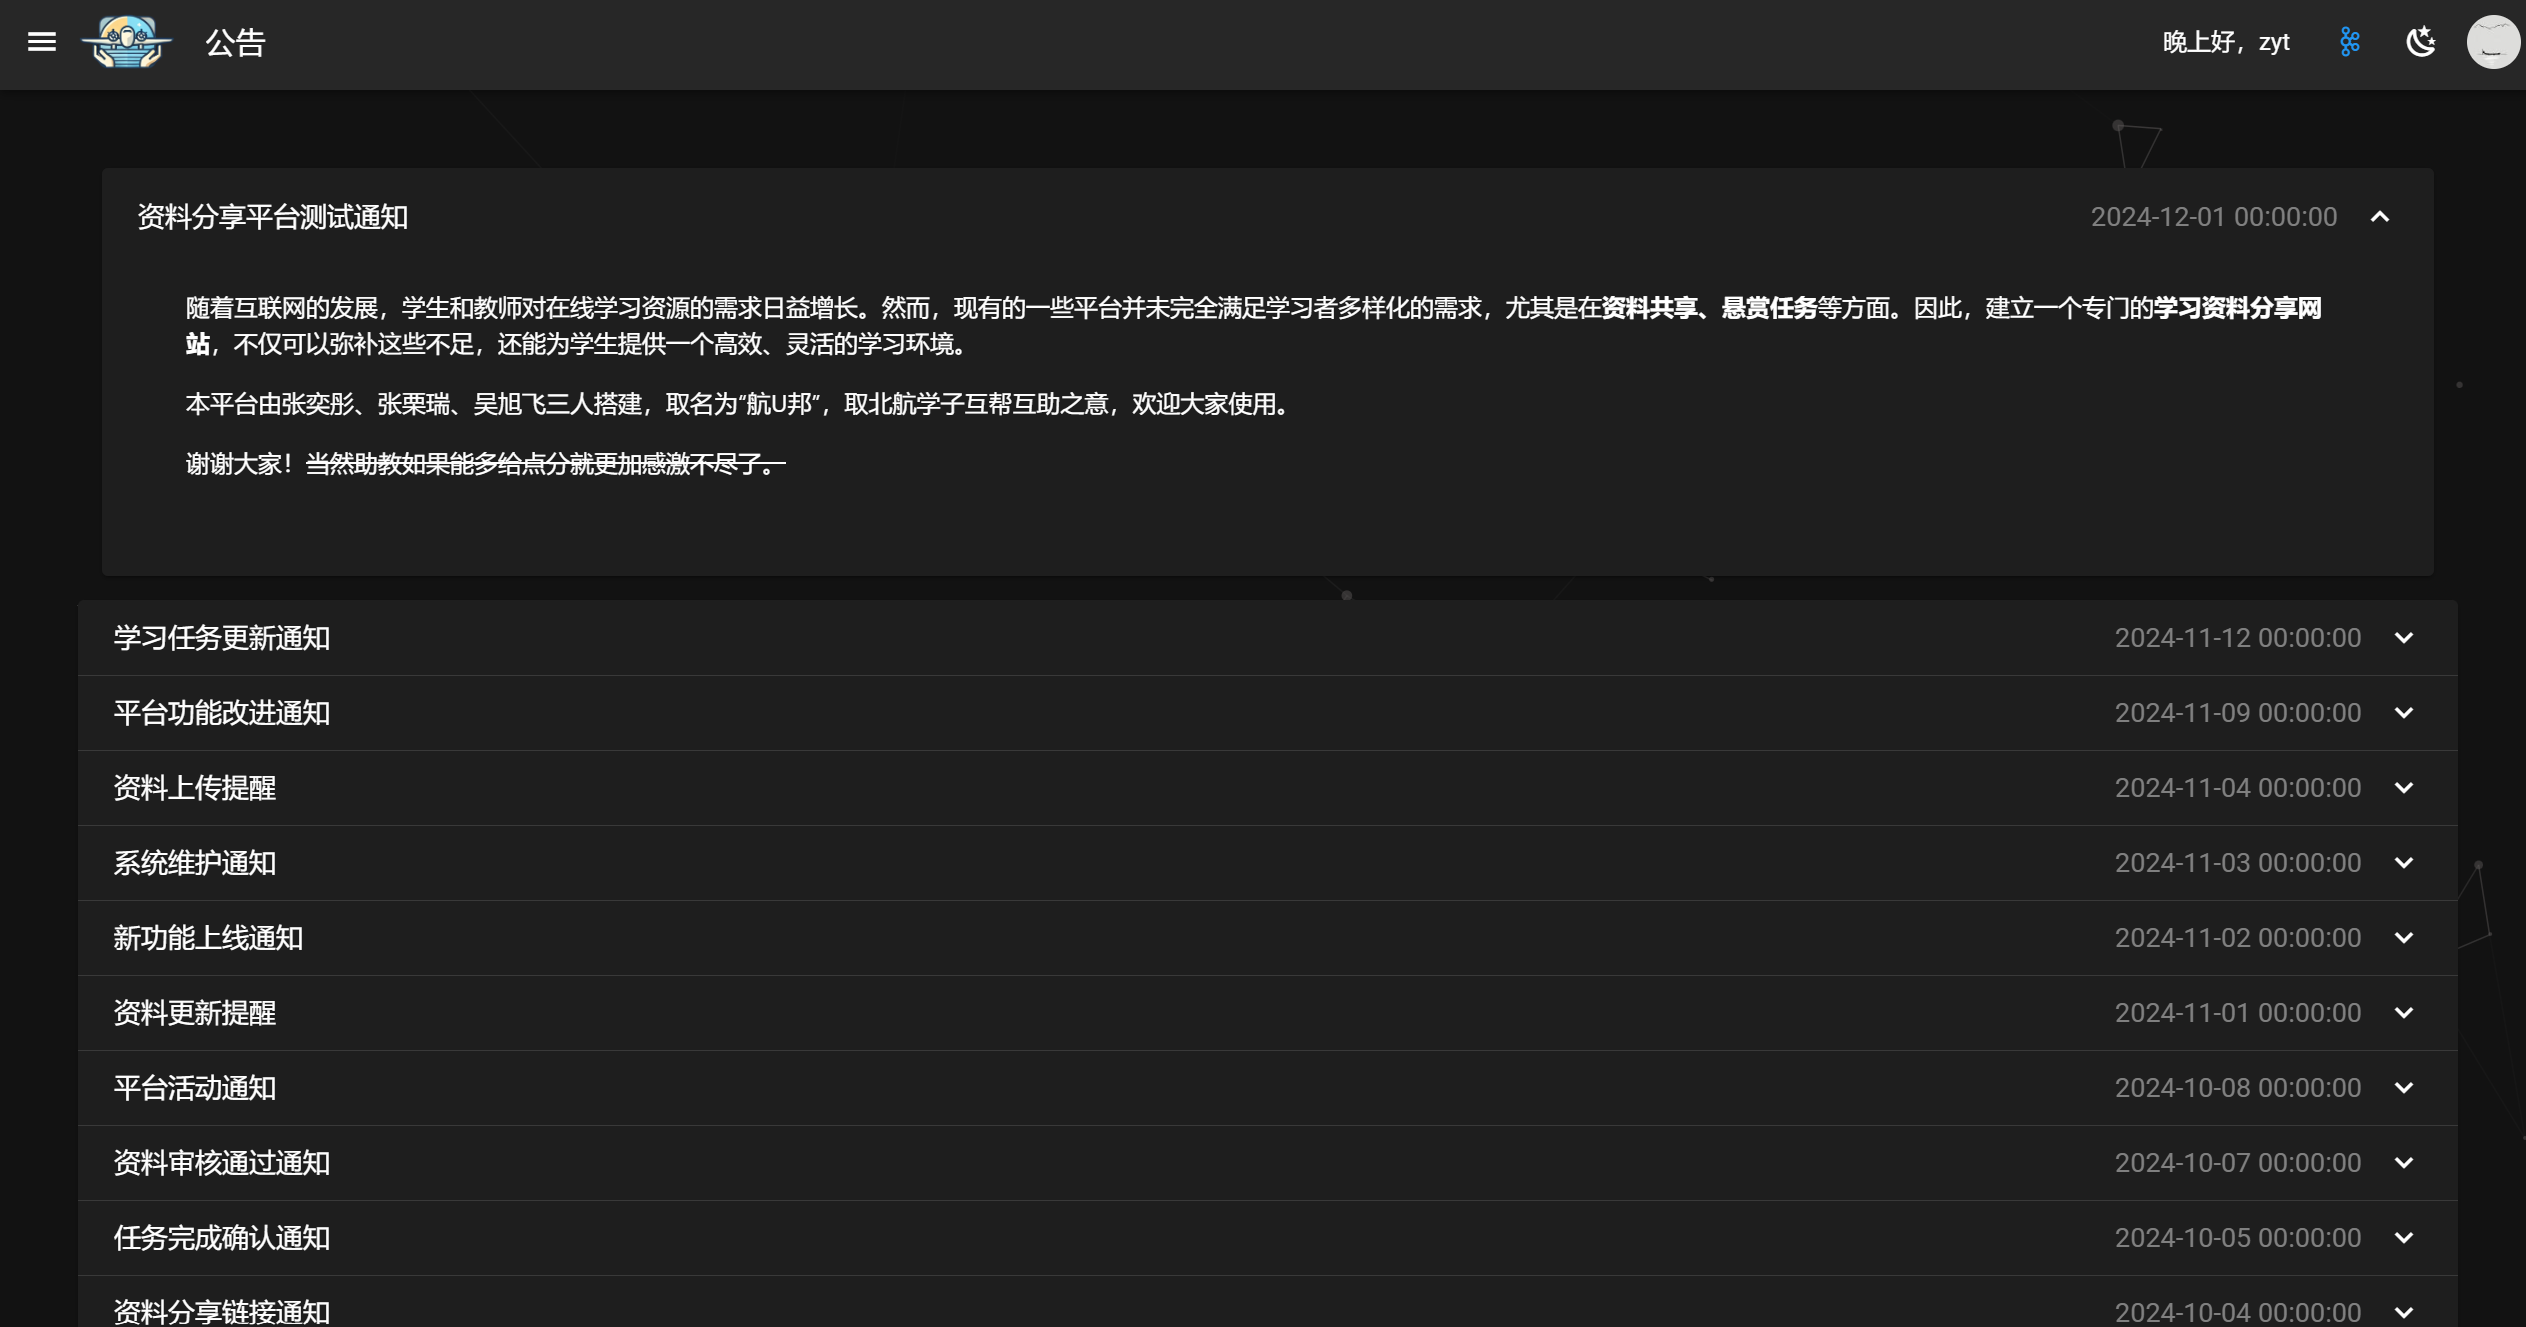 公告
晚上好，zyt
资料分享平台测试通知
2024-12-01 00:00:00
随着互联网的发展，学生和教师对在线学习资源的需求日益增长。然而，现有的一些平台并未完全满足学习者多样化的需求，尤其是在资料共享、悬赏任务等方面。因此，建立一个专门的学习资料分享网
站，不仅可以弥补这些不足，还能为学生提供一个高效、灵活的学习环境。
本平台由张奕彤、张栗瑞、吴旭飞三人搭建，取名为“航U邦”，取北航学子互帮互助之意，欢迎大家使用。
谢谢大家！当然助教如果能多给点分就更加感激不尽了。
学习任务更新通知
2024-11-12 00:00:00
平台功能改进通知
2024-11-09 00:00:00
资料上传提醒
2024-11-04 00:00:00
系统维护通知
2024-11-03 00:00:00
新功能上线通知
2024-11-02 00:00:00
资料更新提醒
2024-11-01 00:00:00
平台活动通知
2024-10-08 00:00:00
资料审核通过通知
2024-10-07 00:00:00
任务完成确认通知
2024-10-05 00:00:00
资料分享链接通知
2024-10-04 00:00:00